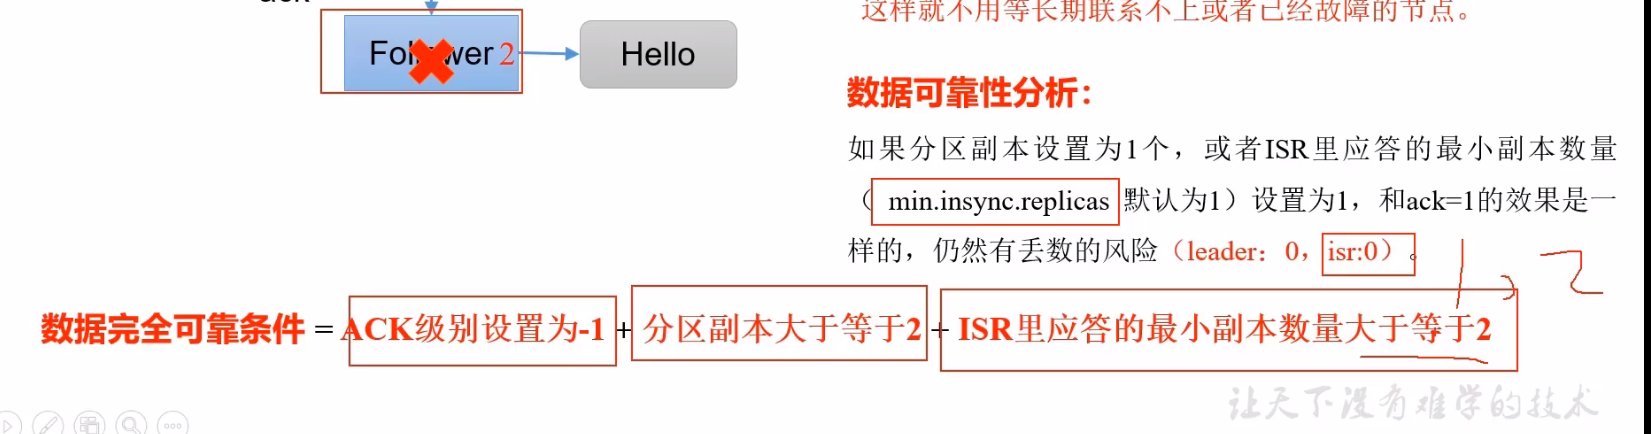 ack
这样就不用等长期联系不上或者已经故障的节点。
Follower 2
Hello
数据可靠性分析：
如果分区副本设置为1个，或者ISR里应答的最小副本数量
（ min.insync.replicas 默认为1）设置为1，和ack=1的效果是一
样的，仍然有丢数的风险（leader：0，isr:0）。
1, 2
数据完全可靠条件 = ACK级别设置为-1 + 分区副本大于等于2 + ISR里应答的最小副本数量大于等于2
让天下没有难学的技术